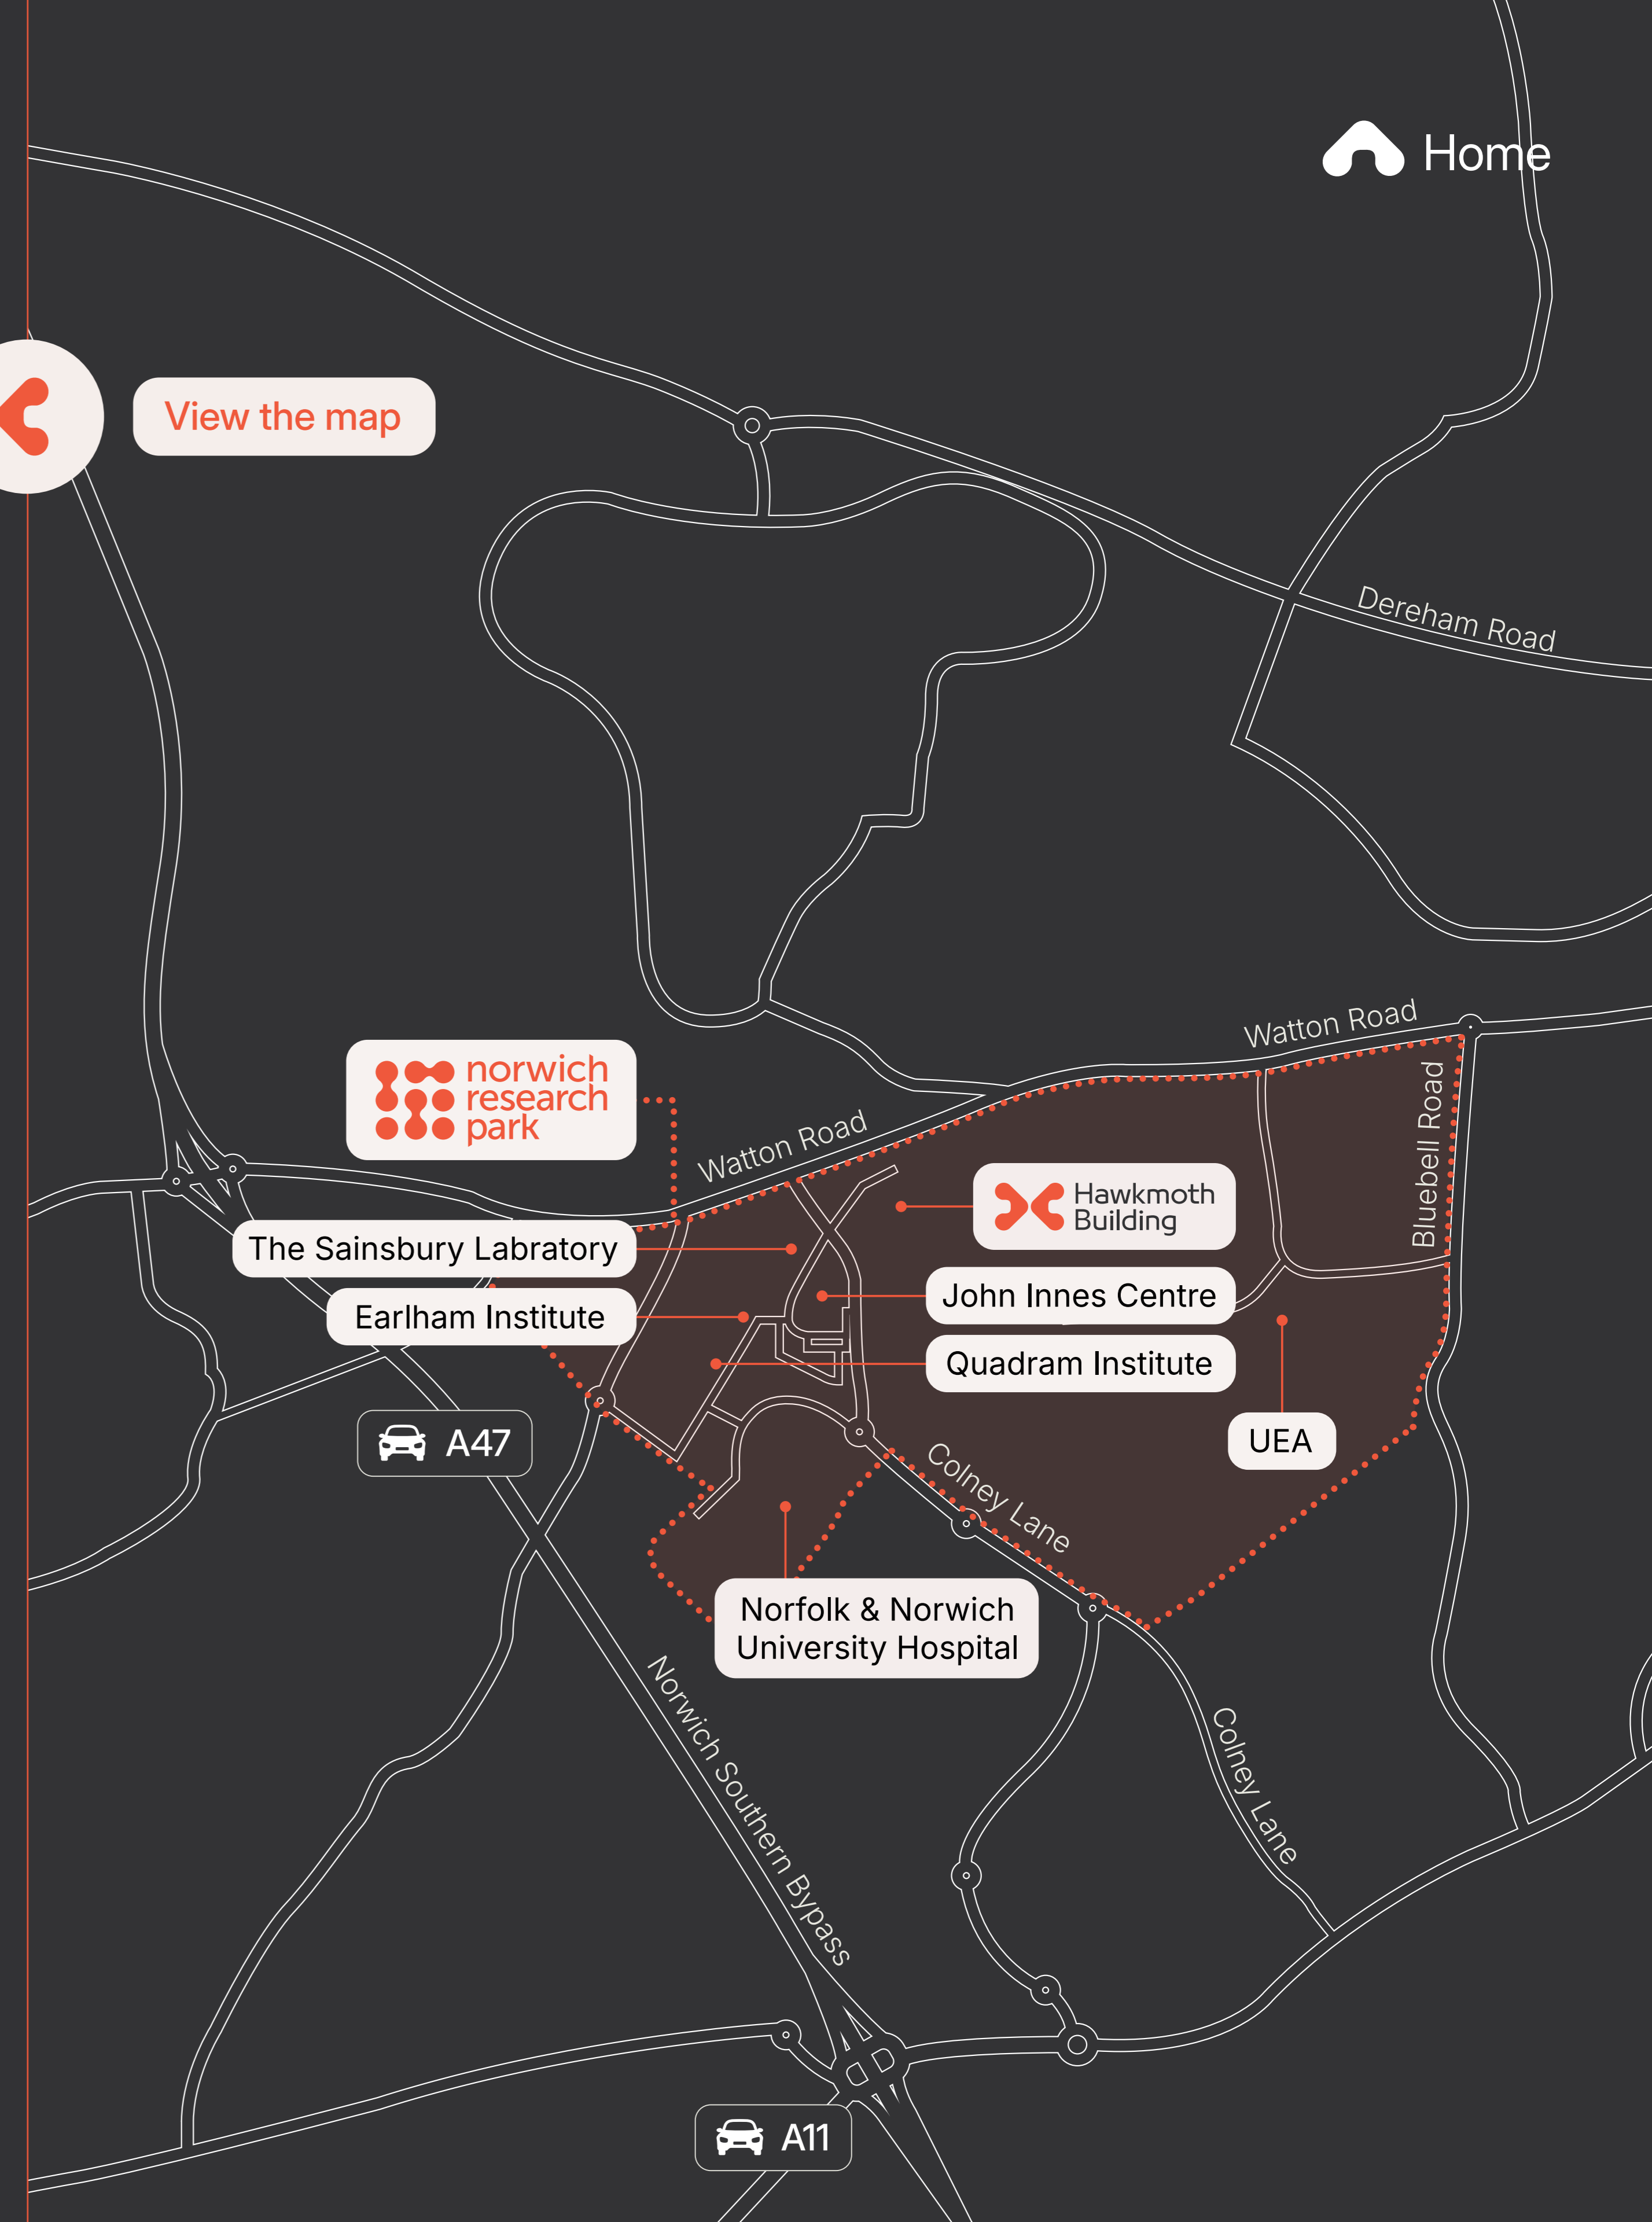 Home
View the map
Dereham Road
Watton Road
norwich
research
park
Bluebell Road
Watton Road
Hawkmoth
Building
The Sainsbury Labratory
John Innes Centre
Earlham Institute
Quadram Institute
A47
UEA
Colney Lane
Norfolk & Norwich
University Hospital
Norwich Southern Bypass
Colney Lane
A11